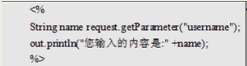 <%
String name request.getParameter("username");
out.println("您输入的内容是:" +name);
%>